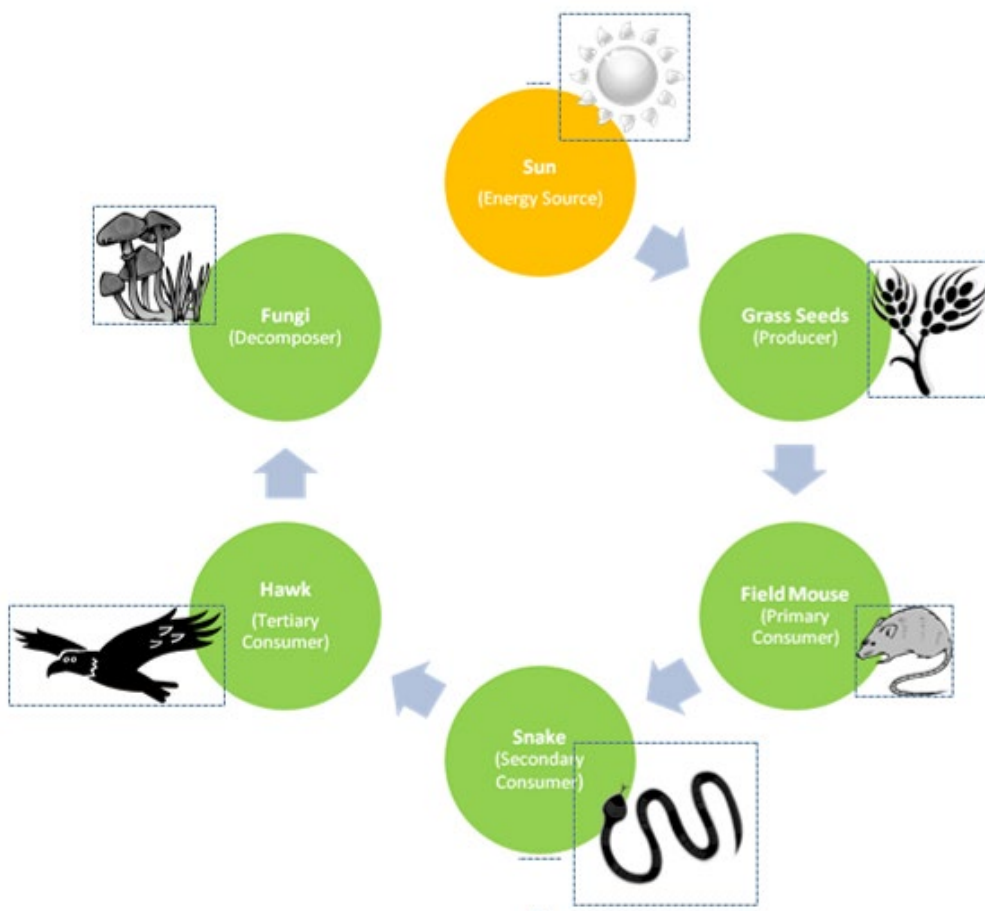 Sun
(Energy Source)
Grass Seeds
(Producer)
Field Mouse
(Primary
Consumer)
Snake
(Secondary
Consumer)
Hawk
(Tertiary
Consumer)
Fungi
(Decomposer)